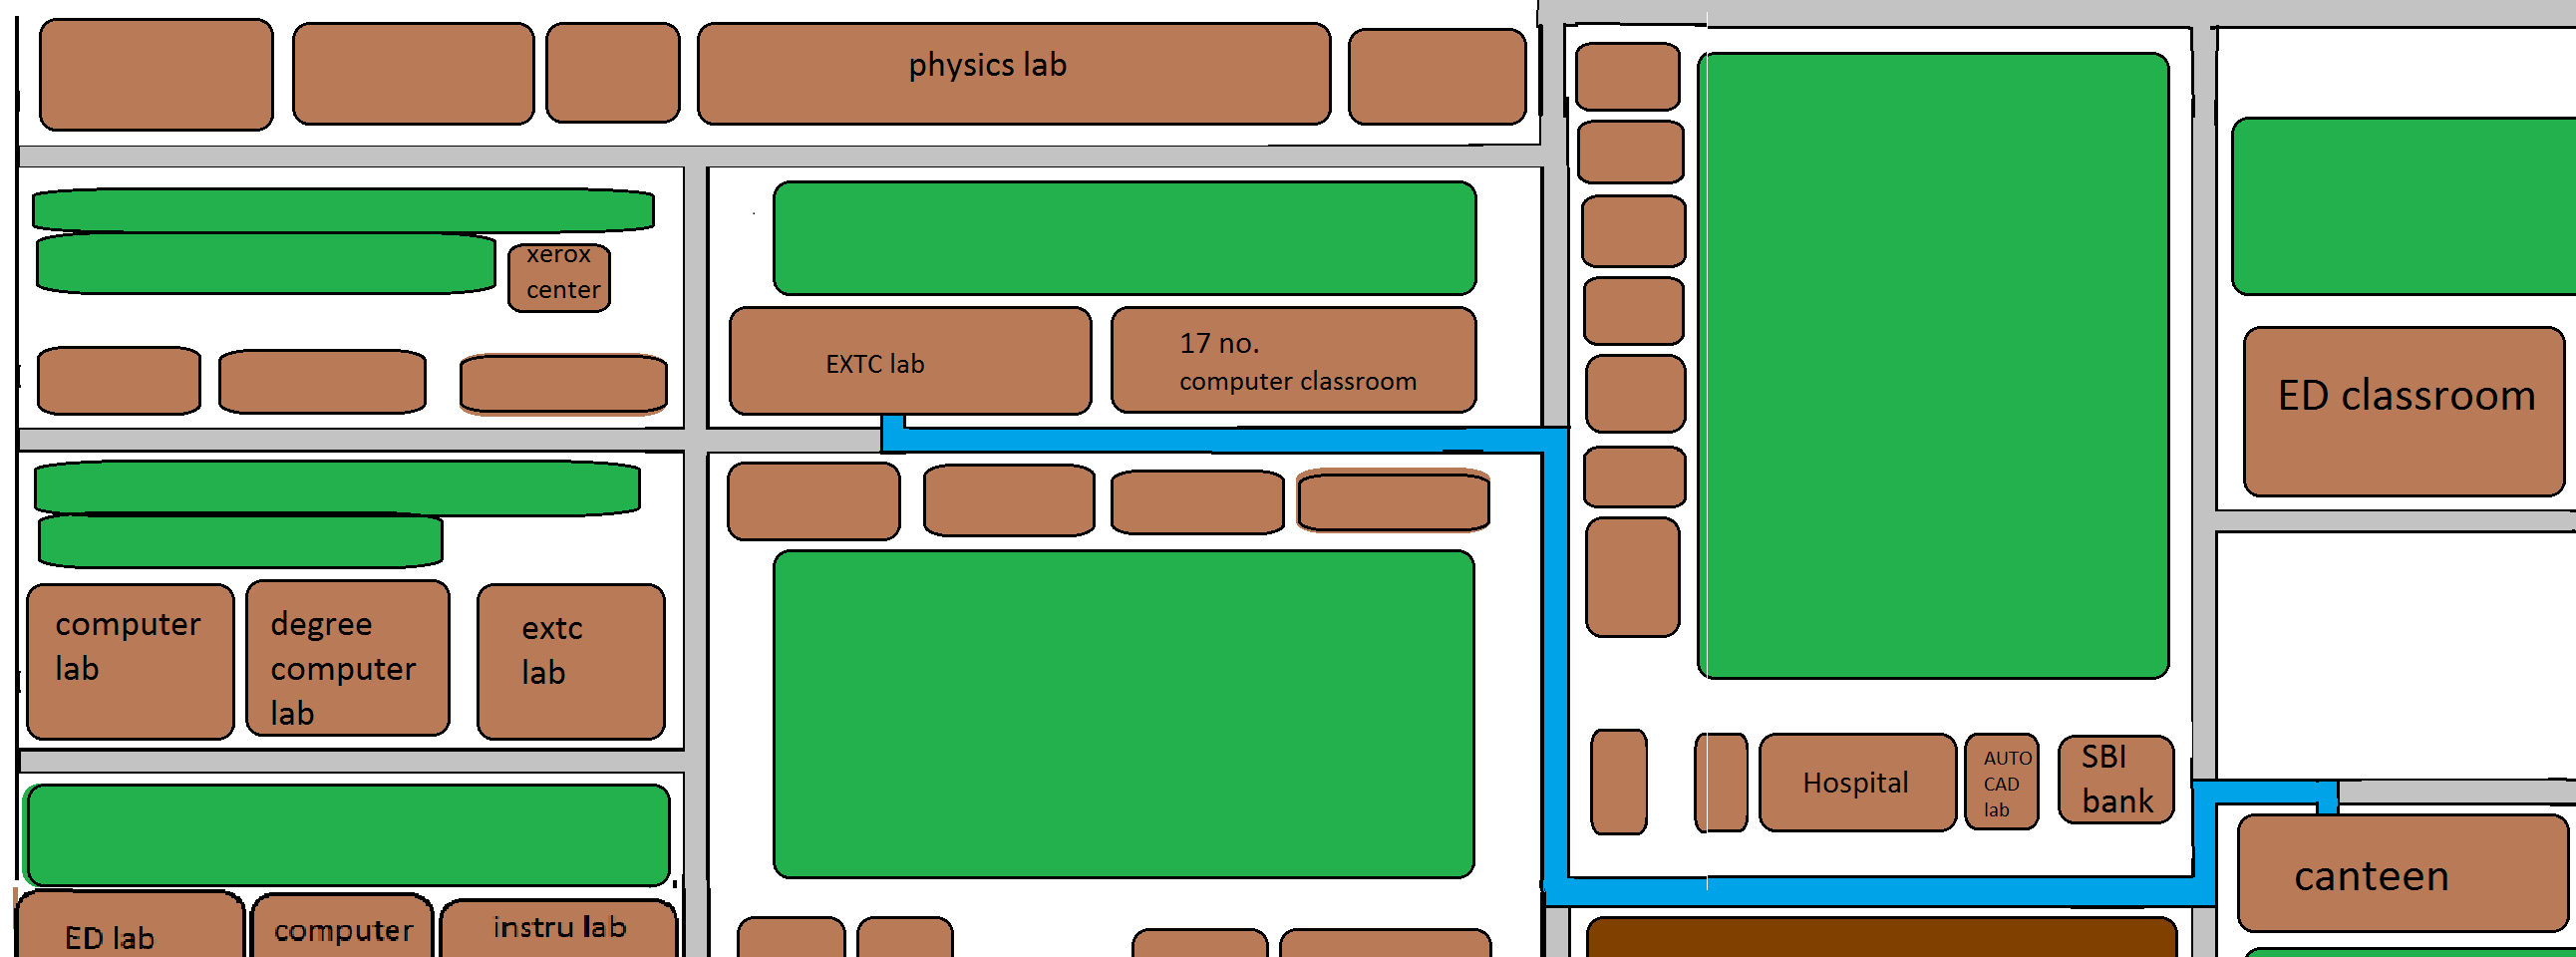 physics lab
xerox
center
EXTC lab
17 no.
computer classroom
ED classroom
computer
lab
degree
computer
lab
extc
lab
Hospital
AUTO
CAD
lab
SBI
bank
canteen
ED lab
computer
instru lab